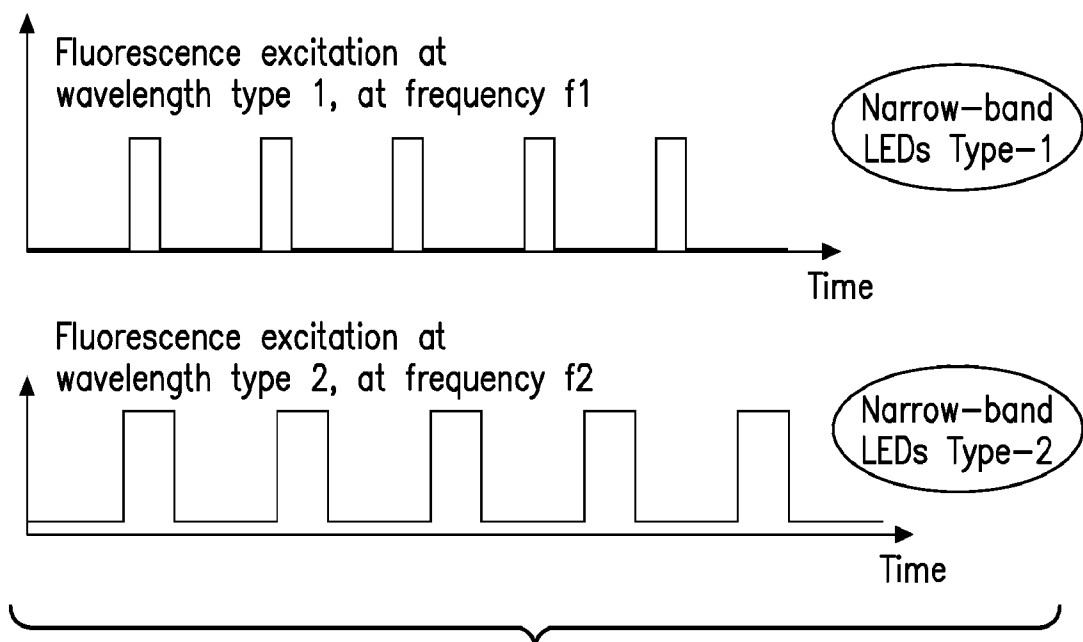 Fluorescence excitation at
wavelength type 1, at frequency f1
Narrow-band
LEDs Type-1
Time
Fluorescence excitation at
wavelength type 2, at frequency f2
Narrow-band
LEDs Type-2
Time